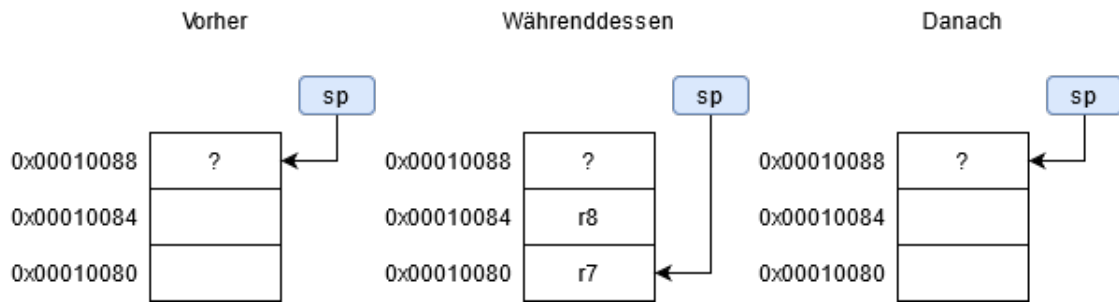 Vorher Währenddessen Danach
sp sp sp
0x00010088 ? 0x00010088 ? 0x00010088 ?
0x00010084 0x00010084 r8 0x00010084
0x00010080 0x00010080 r7 0x00010080